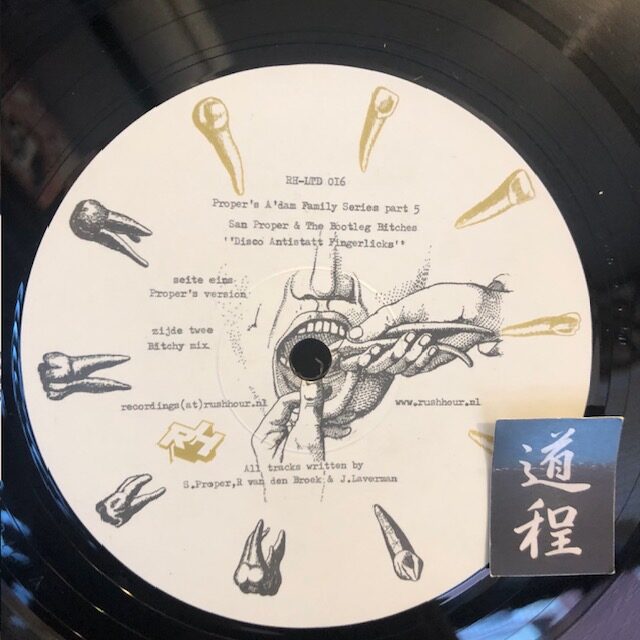 RH-LTD 016
Proper's A'dam Family Series part 5
San Proper & The Bootleg Bitches
''Disco Antistatt Fingerlicks''
seite eins
Proper's version
zijde twee
Bitchy mix
recordings(at)rushhour.nl
www.rushhour.nl
RH
All tracks written by
S.Proper,R van den Broek & J.Laverman
道程